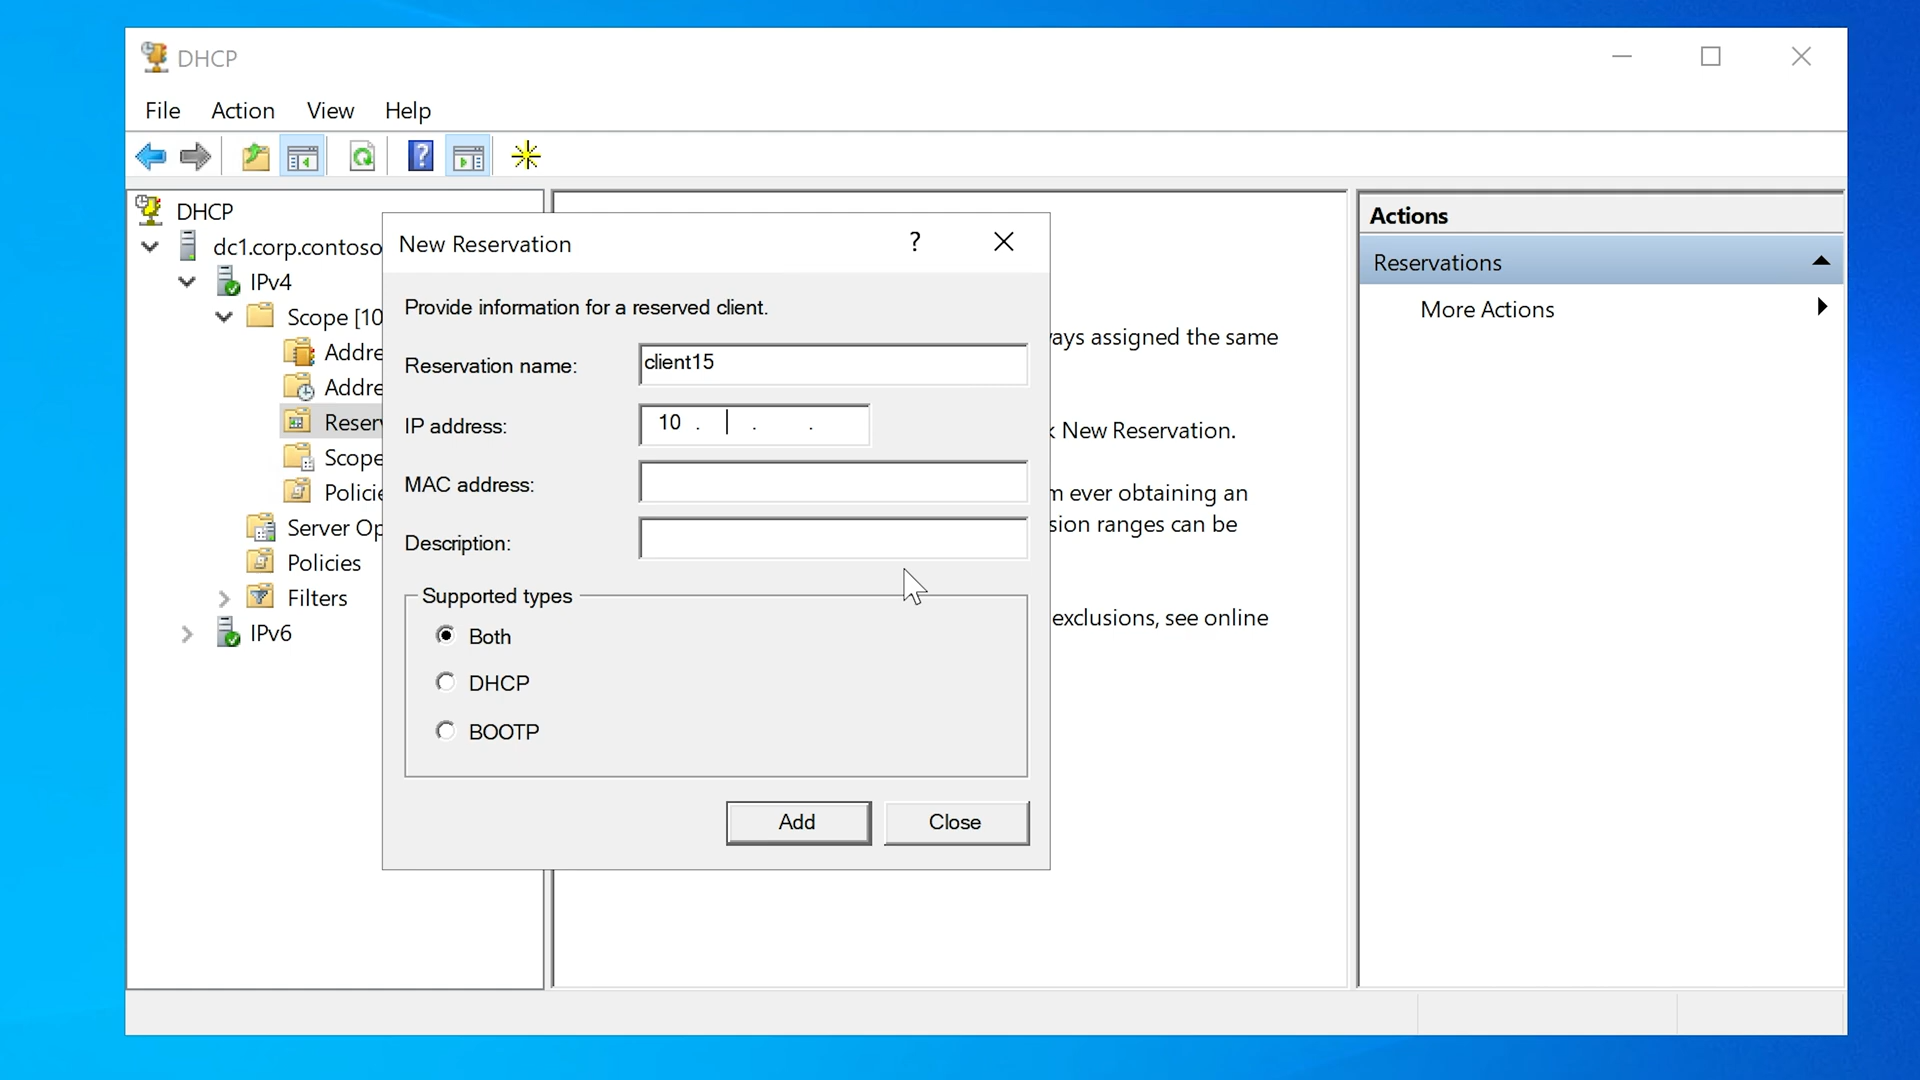 DHCP
File Action View Help
DHCP
dc1.corp.contoso
IPv4
Scope [10
Addre
Addre
Reser
Scope
Policie
Server Op
Policies
Filters
IPv6
New Reservation
?
Provide information for a reserved client.
Reservation name: client15
IP address: 10 . . .
MAC address:
Description:
Supported types
Both
DHCP
BOOTP
Add Close
ays assigned the same
New Reservation.
m ever obtaining an
sion ranges can be
exclusions, see online
Actions
Reservations
More Actions